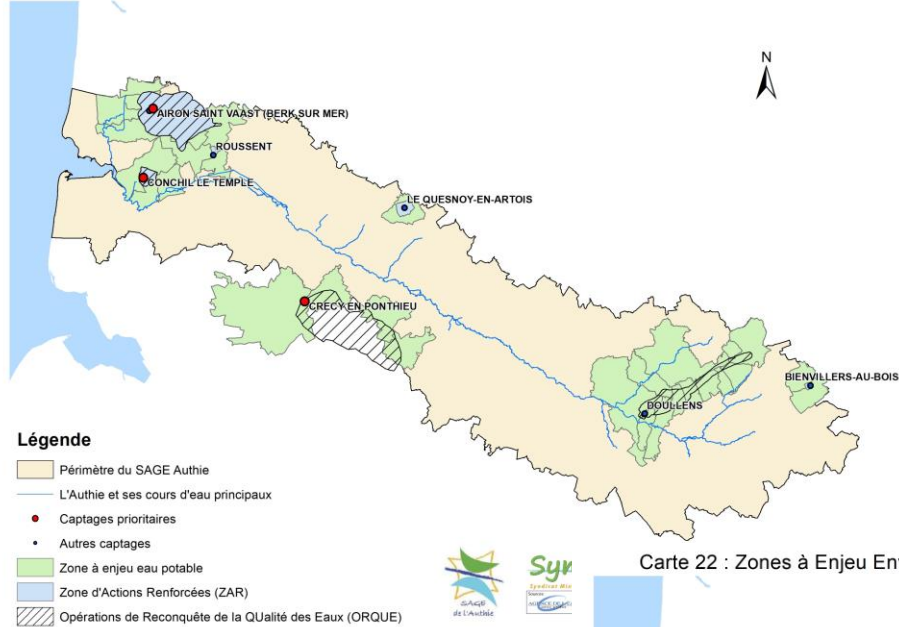 N
AIRON SAINT VAAST (BERK SUR MER)
ROUSSENT
CONCHIL LE TEMPLE
LE QUESNOY-EN-ARTOIS
CRECY EN PONTHIEU
BIENVILLERS-AU-BOIS
DOULLENS
Légende
Périmètre du SAGE Authie
L'Authie et ses cours d'eau principaux
Captages prioritaires
Autres captages
Zone à enjeu eau potable
Zone d'Actions Renforcées (ZAR)
Opérations de Reconquête de la QUalité des Eaux (ORQUE)
SAGE
de l'Authie
Syndicat
Carte 22 : Zones à Enjeu